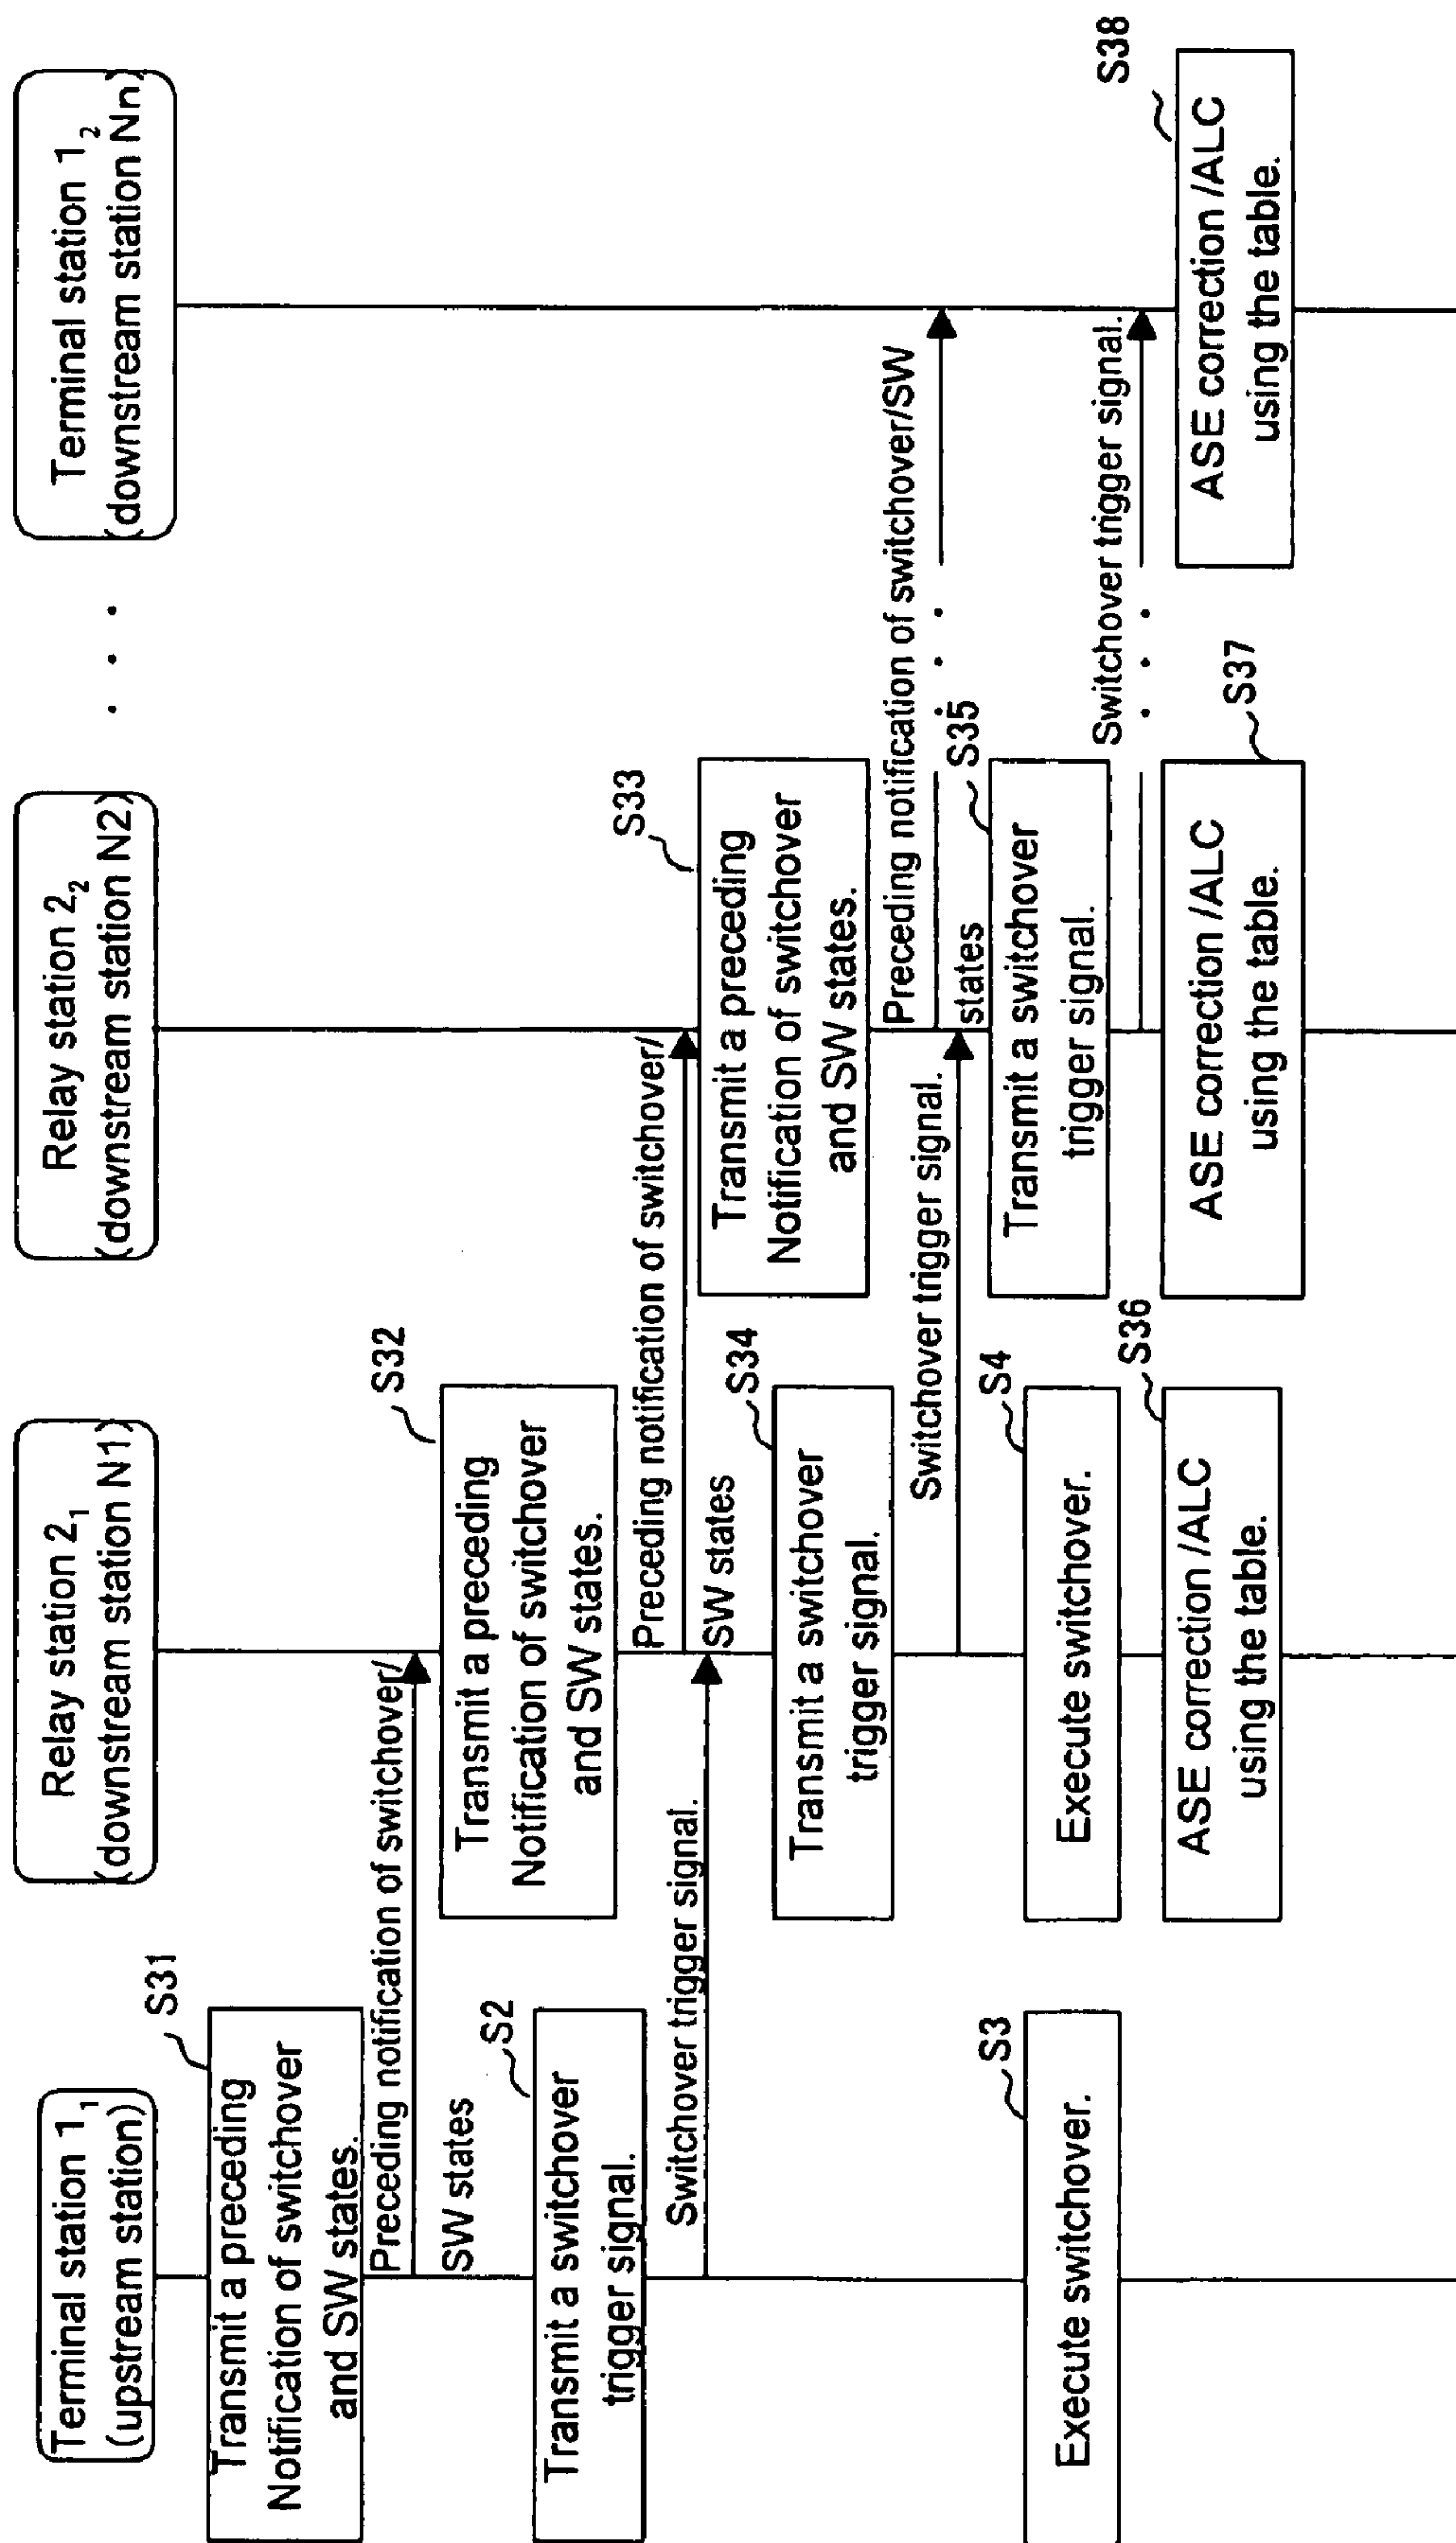 Terminal station 1₁
(upstream station)
Relay station 2₁
(downstream station N1)
Relay station 2₂
(downstream station N2)
. . .
Terminal station 1₂
(downstream station Nn)
S31
Transmit a preceding
Notification of switchover
and SW states.
Preceding notification of switchover/
SW states
S32
Transmit a preceding
Notification of switchover
and SW states.
S2
Transmit a switchover
trigger signal.
Preceding notification of switchover/
SW states
Switchover trigger signal.
S33
Transmit a preceding
Notification of switchover
and SW states.
S34
Transmit a switchover
trigger signal.
Preceding notification of switchover/SW
states
. . .
Switchover trigger signal.
S35
Transmit a switchover
trigger signal.
Switchover trigger signal.
. . .
S3
Execute switchover.
S4
Execute switchover.
S36
ASE correction /ALC
using the table.
S37
ASE correction /ALC
using the table.
S38
ASE correction /ALC
using the table.